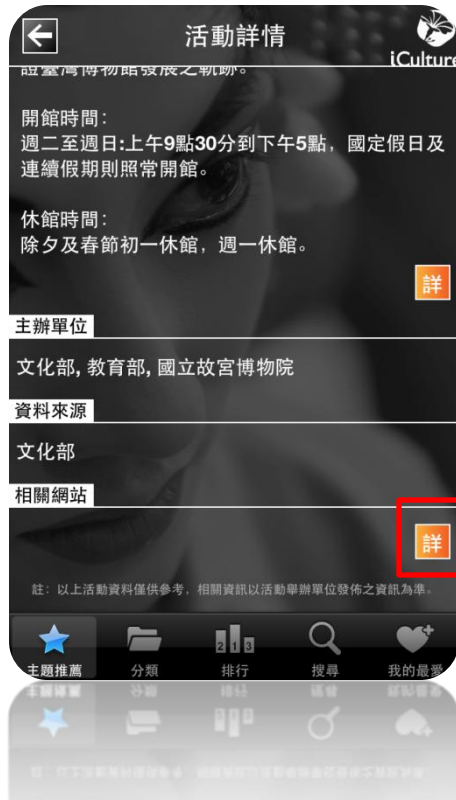 活動詳情
iCulture
證臺灣博物館發展之軌跡。
開館時間:
週二至週日:上午9點30分到下午5點，國定假日及
連續假期則照常開館。
休館時間:
除夕及春節初一休館，週一休館。
詳
主辦單位
文化部, 教育部, 國立故宮博物院
資料來源
文化部
相關網站
詳
註: 以上活動資料僅供參考，相關資訊以活動舉辦單位發佈之資訊為準。
2 1 3
主題推薦 分類 排行 搜尋 我的最愛